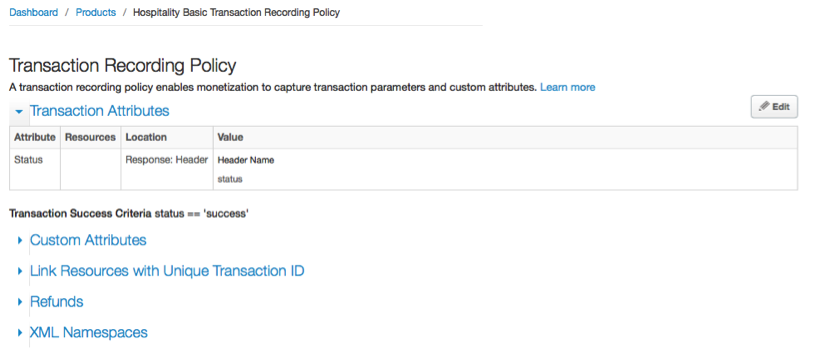 Dashboard / Products / Hospitality Basic Transaction Recording Policy
Transaction Recording Policy
A transaction recording policy enables monetization to capture transaction parameters and custom attributes. Learn more
Transaction Attributes
Edit
Attribute Resources Location Value
Status Response: Header Header Name
status
Transaction Success Criteria status == 'success'
Custom Attributes
Link Resources with Unique Transaction ID
Refunds
XML Namespaces